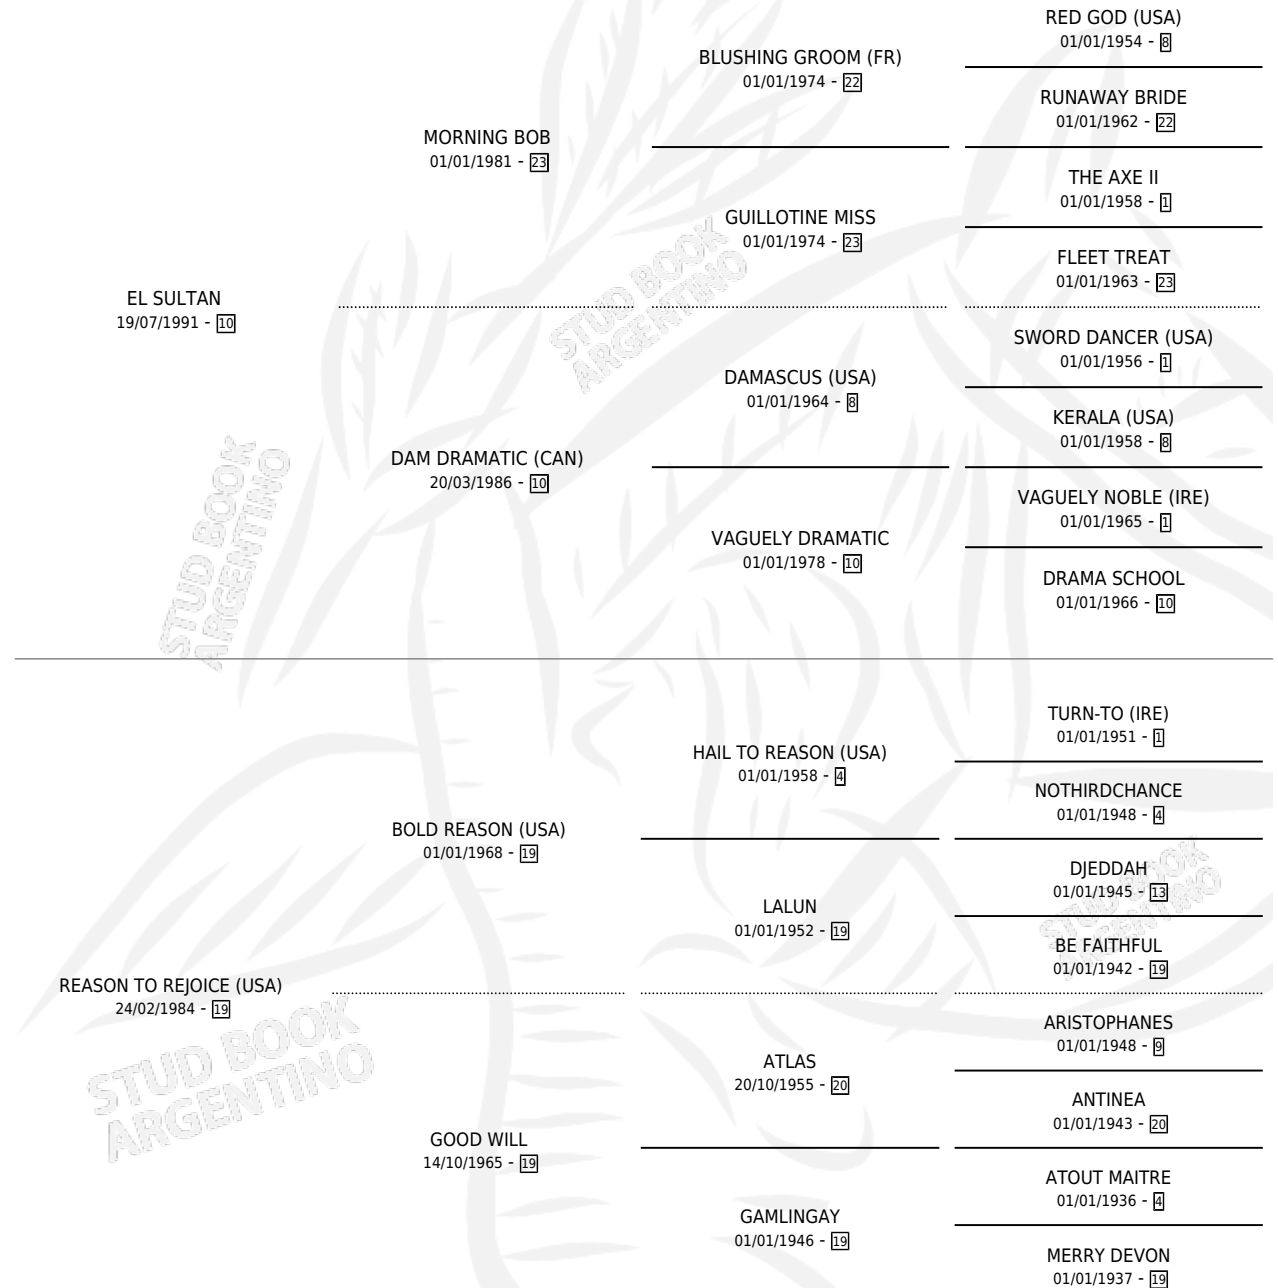 RED GOD (USA)
01/01/1954 - 8
BLUSHING GROOM (FR)
01/01/1974 - 22
RUNAWAY BRIDE
01/01/1962 - 22
MORNING BOB
01/01/1981 - 23
THE AXE II
01/01/1958 - 1
GUILLOTINE MISS
01/01/1974 - 23
FLEET TREAT
01/01/1963 - 23
EL SULTAN
19/07/1991 - 10
STUD BOOK
ARGENTINO
SWORD DANCER (USA)
01/01/1956 - 1
DAMASCUS (USA)
01/01/1964 - 8
KERALA (USA)
01/01/1958 - 8
DAM DRAMATIC (CAN)
20/03/1986 - 10
VAGUELY NOBLE (IRE)
01/01/1965 - 1
VAGUELY DRAMATIC
01/01/1978 - 10
DRAMA SCHOOL
01/01/1966 - 10
STUD BOOK
ARGENTINO
TURN-TO (IRE)
01/01/1951 - 1
HAIL TO REASON (USA)
01/01/1958 - 4
NOTHIRDCHANCE
01/01/1948 - 4
BOLD REASON (USA)
01/01/1968 - 19
DJEDDAH
01/01/1945 - 13
LALUN
01/01/1952 - 19
STUD BOOK
ARGENTINO
BE FAITHFUL
01/01/1942 - 19
REASON TO REJOICE (USA)
24/02/1984 - 19
STUD BOOK
ARGENTINO
ARISTOPHANES
01/01/1948 - 9
ATLAS
20/10/1955 - 20
ANTINEA
01/01/1943 - 20
GOOD WILL
14/10/1965 - 19
ATOUT MAITRE
01/01/1936 - 4
GAMLINGAY
01/01/1946 - 19
MERRY DEVON
01/01/1937 - 19